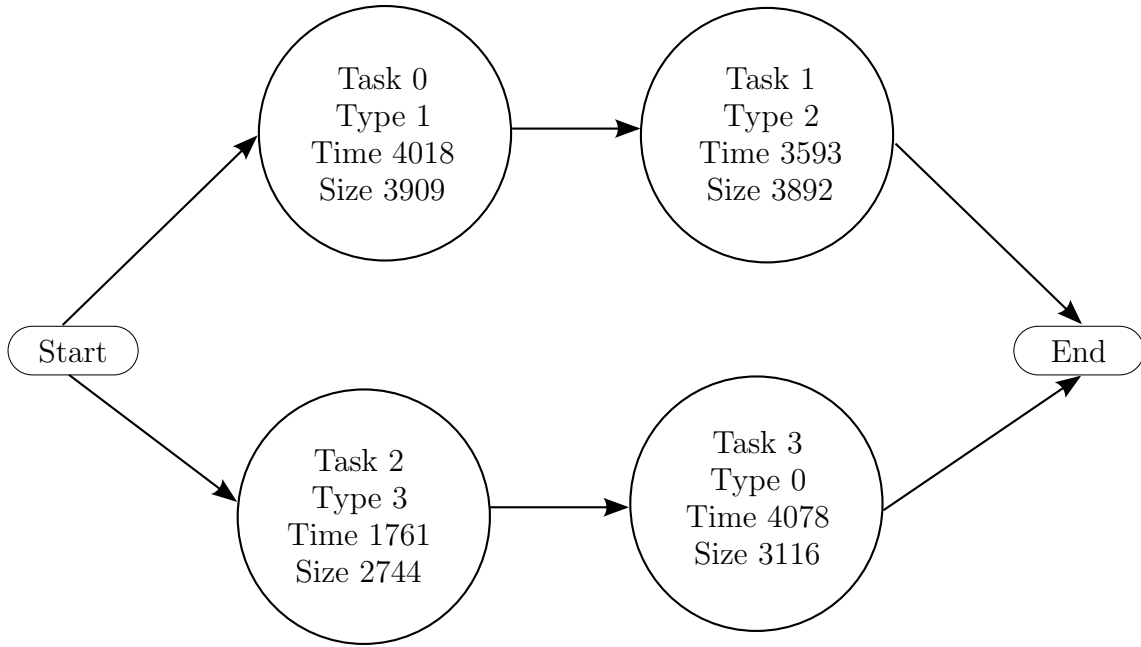 Task 0
Type 1
Time 4018
Size 3909
Task 1
Type 2
Time 3593
Size 3892
Start
End
Task 2
Type 3
Time 1761
Size 2744
Task 3
Type 0
Time 4078
Size 3116